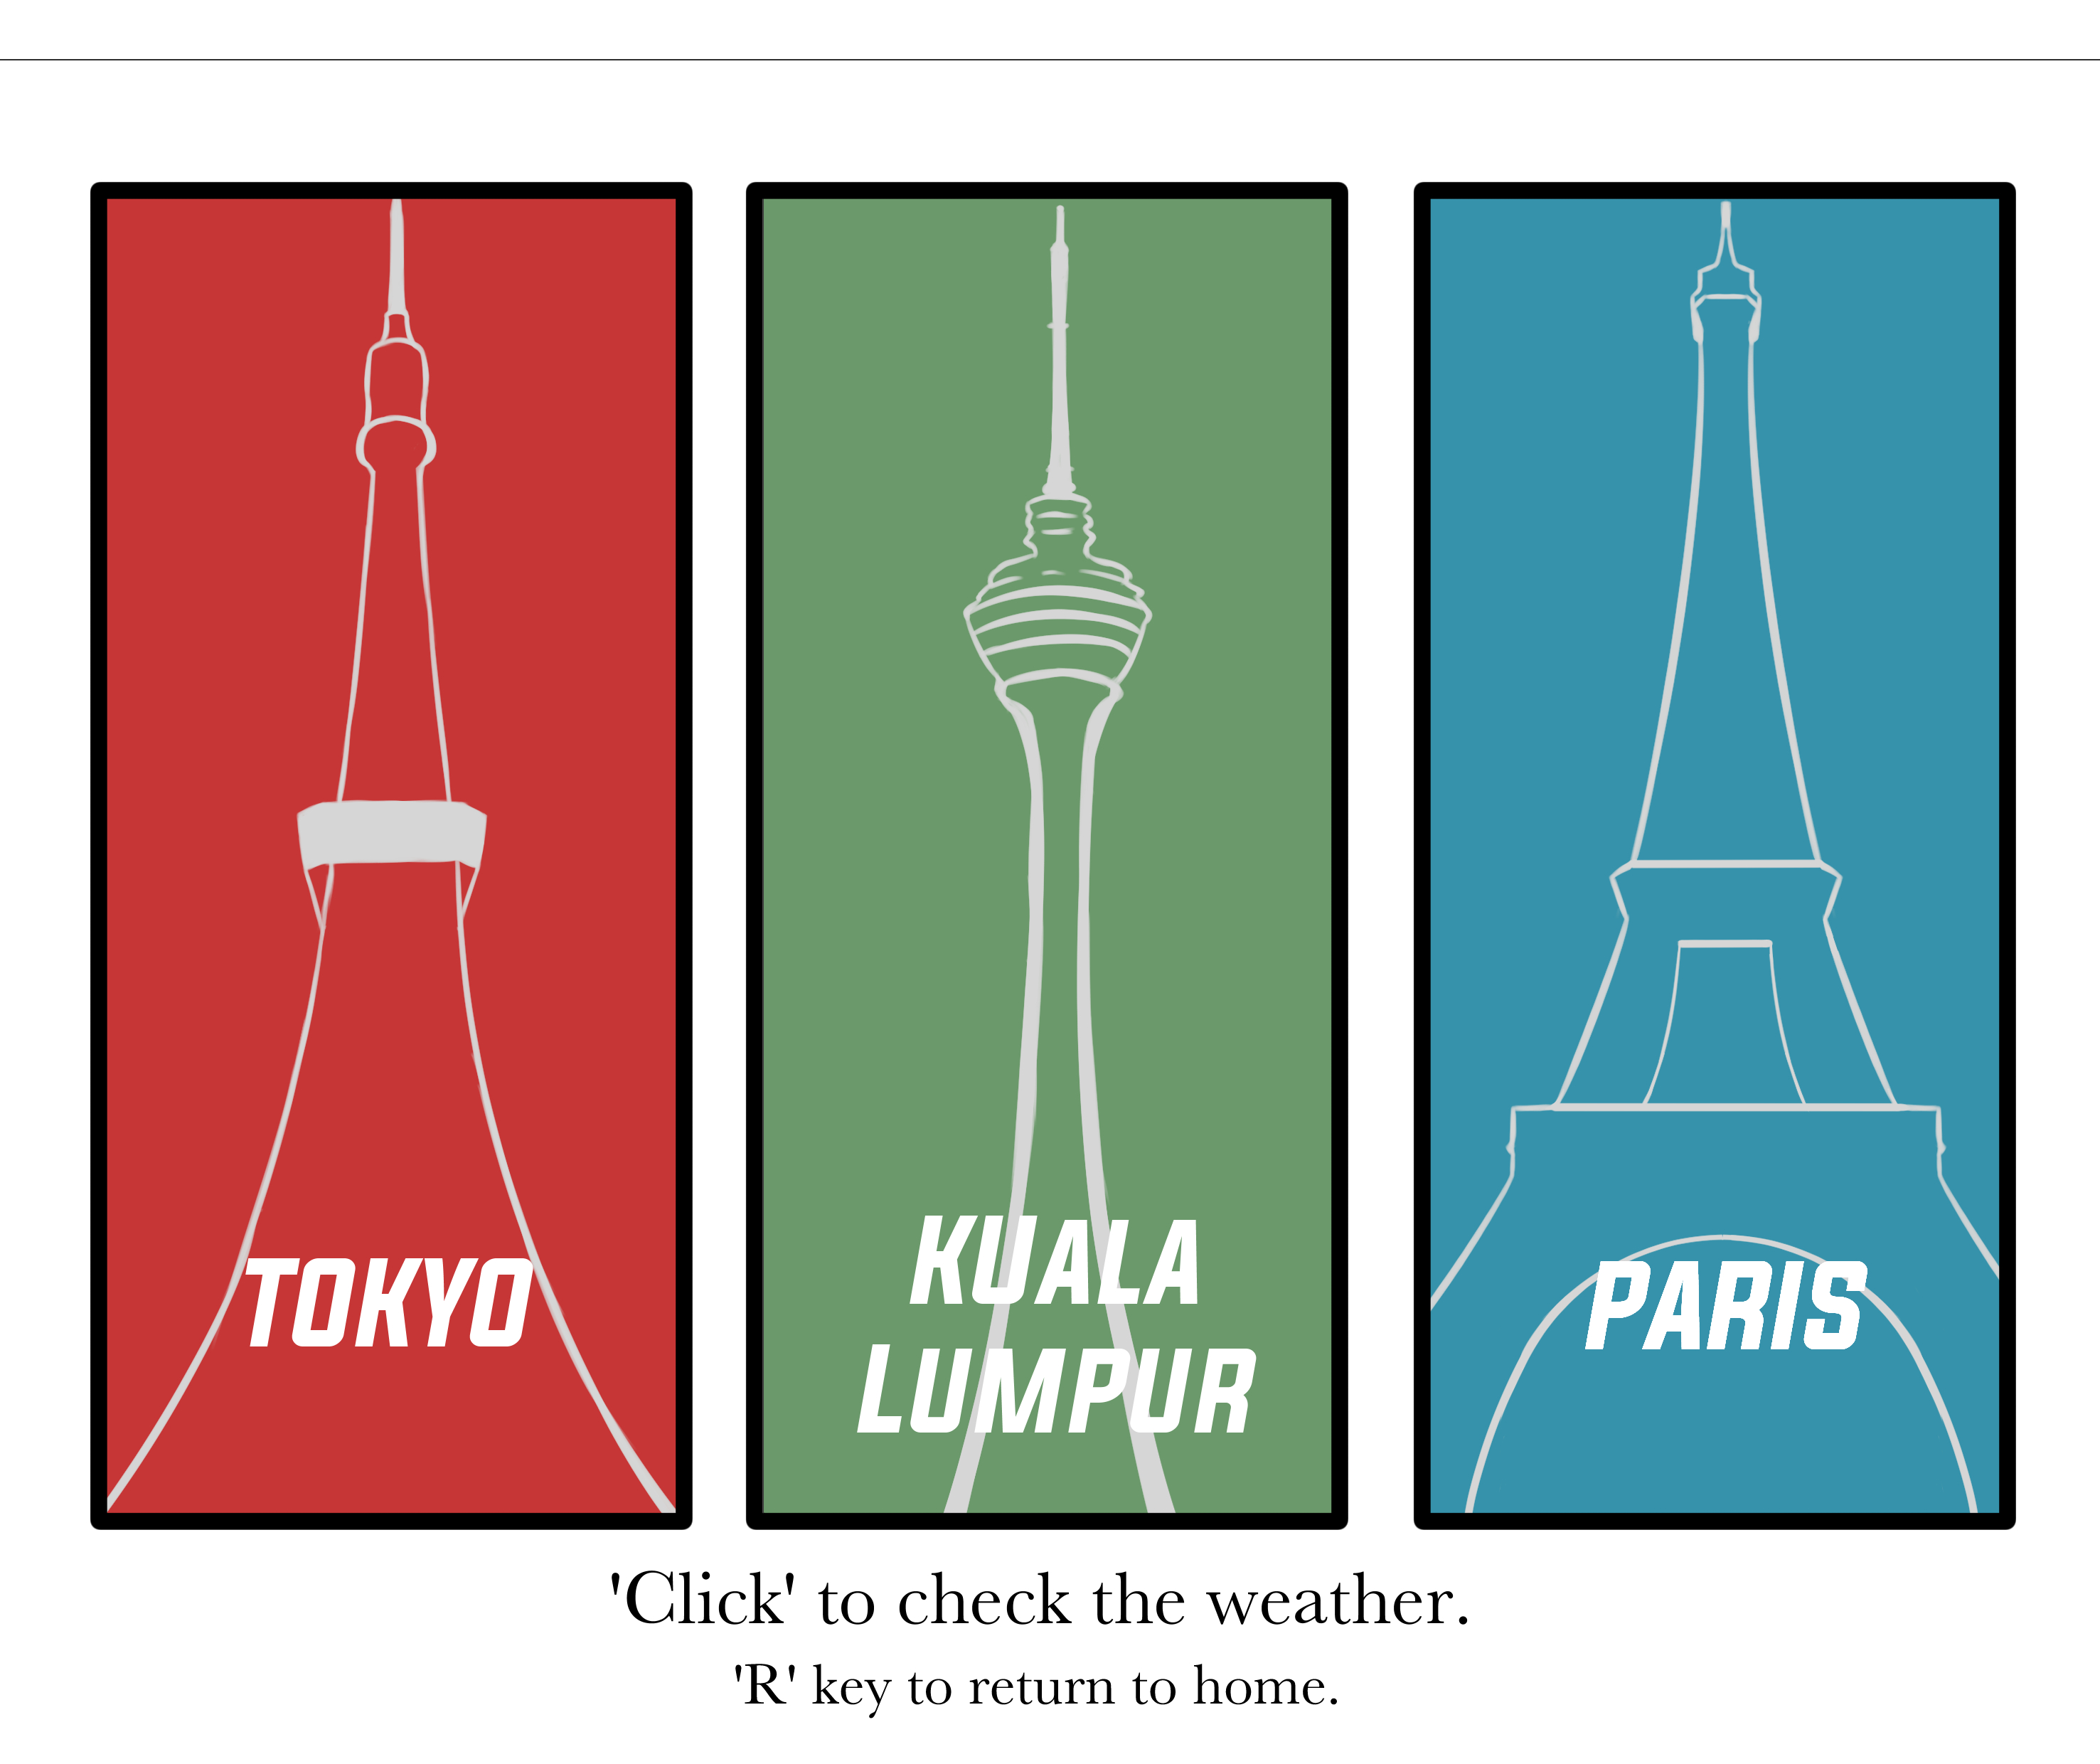 TOKYO
KUALA
LUMPUR
PARIS
'Click' to check the weather.
'R' key to return to home.